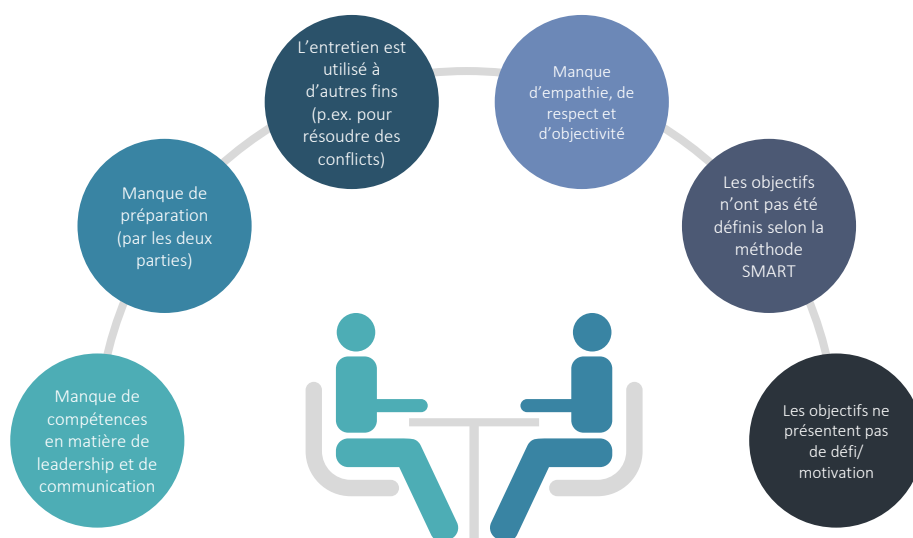 L'entretien est
utilisé à
d'autres fins
(p.ex. pour
résoudre des
conflicts)
Manque
d'empathie, de
respect et
d'objectivité
Manque de
préparation
(par les deux
parties)
Les objectifs
n'ont pas été
définis selon la
méthode
SMART
Manque de
compétences
en matière de
leadership et de
communication
Les objectifs ne
présentent pas
de défi/
motivation